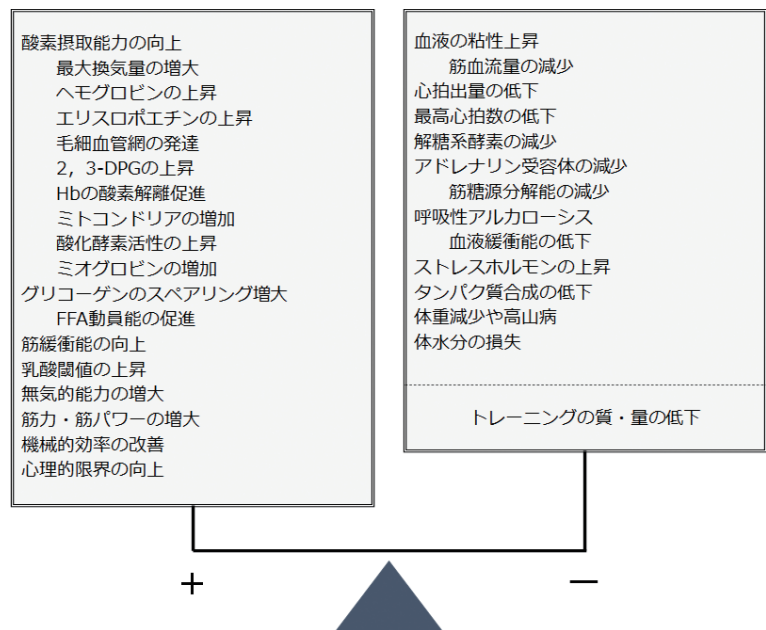 酸素摂取能力の向上
最大換気量の増大
ヘモグロビンの上昇
エリスロポエチンの上昇
毛細血管網の発達
2，3-DPGの上昇
Hbの酸素解離促進
ミトコンドリアの増加
酸化酵素活性の上昇
ミオグロビンの増加
グリコーゲンのスペアリング増大
FFA動員能の促進
筋緩衝能の向上
乳酸閾値の上昇
無気的能力の増大
筋力・筋パワーの増大
機械的効率の改善
心理的限界の向上
血液の粘性上昇
筋血流量の減少
心拍出量の低下
最高心拍数の低下
解糖系酵素の減少
アドレナリン受容体の減少
筋糖源分解能の減少
呼吸性アルカローシス
血液緩衝能の低下
ストレスホルモンの上昇
タンパク質合成の低下
体重減少や高山病
体水分の損失
トレーニングの質・量の低下
＋
－